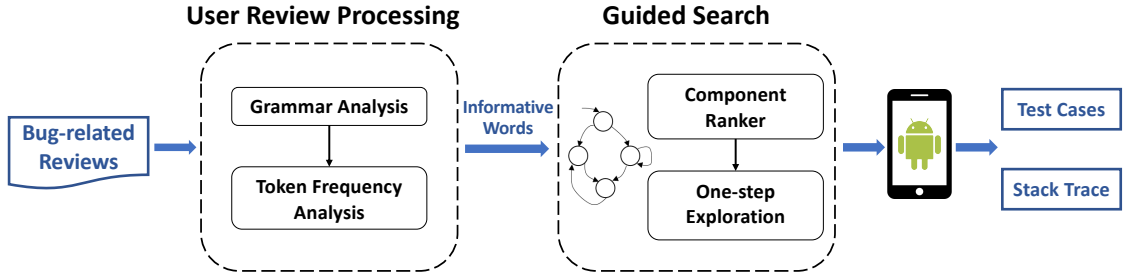 User Review Processing
Guided Search
Bug-related
Reviews
Grammar Analysis
Token Frequency
Analysis
Informative
Words
Component
Ranker
One-step
Exploration
Test Cases
Stack Trace